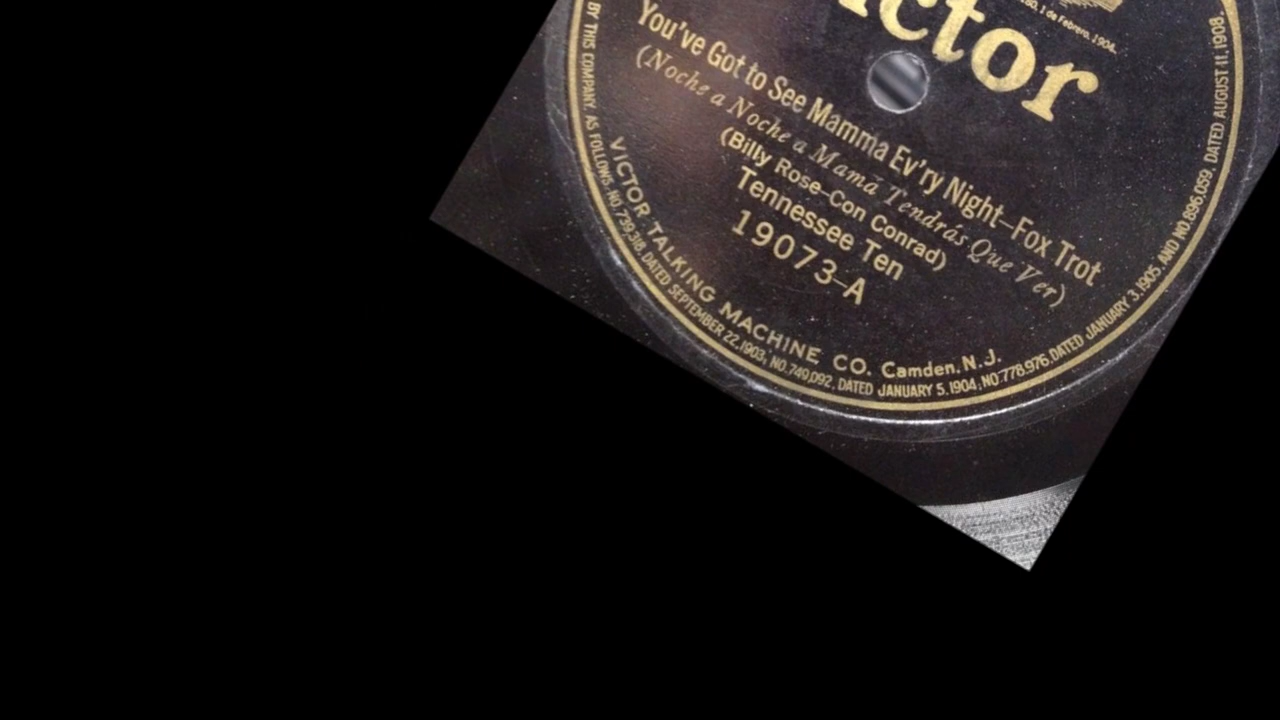 1 de Febrero, 1904.
ctor
You've Got to See Mamma Ev'ry Night–Fox Trot
(Noche a Noche a Mamá Tendrás Que Ver)
(Billy Rose–Con Conrad)
Tennessee Ten
19073–A
VICTOR TALKING MACHINE CO. Camden, N. J.
BY THIS COMPANY, AS FOLLOWS: NO. 739,318, DATED SEPTEMBER 22, 1903; NO. 749,092, DATED JANUARY 5, 1904, NO. 778,976, DATED JANUARY 3, 1905, AND NO. 896,059, DATED AUGUST 11, 1908.